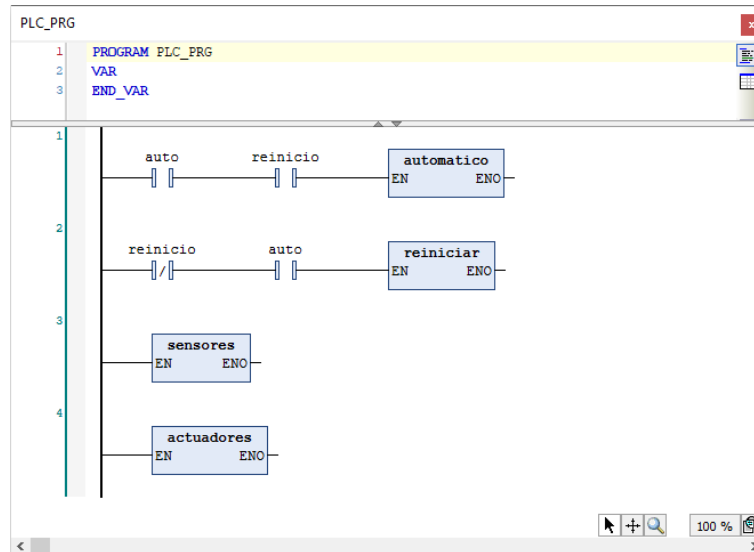 PLC_PRG
1 PROGRAM PLC_PRG
2 VAR
3 END_VAR
1
auto reinicio automatico
EN ENO
2
reinicio auto reiniciar
EN ENO
3
sensores
EN ENO
4
actuadores
EN ENO
100 %